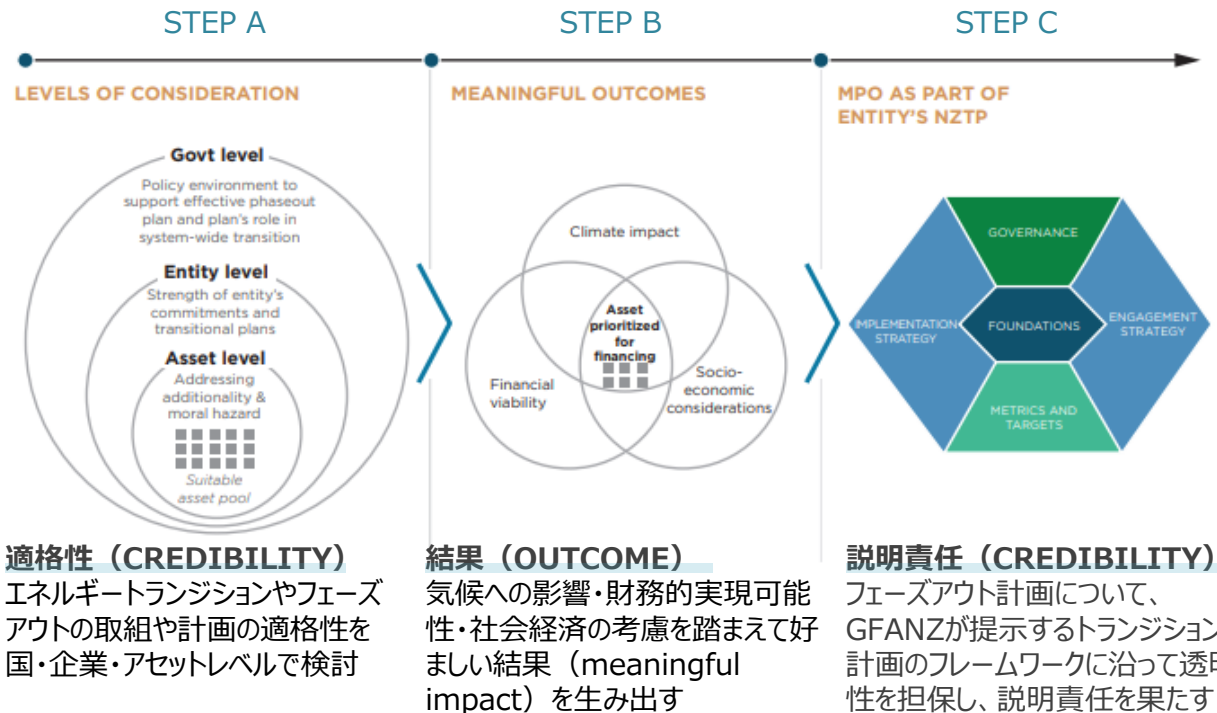 STEP A
STEP B
STEP C
LEVELS OF CONSIDERATION
MEANINGFUL OUTCOMES
MPO AS PART OF
ENTITY'S NZTP
Govt level
Policy environment to
support effective phaseout
plan and plan's role in
system-wide transition
Entity level
Strength of entity's
commitments and
transitional plans
Asset level
Addressing
additionality &
moral hazard
Suitable
asset pool
Climate impact
Asset
prioritized
for
financing
Financial
viability
Socio-
economic
considerations
GOVERNANCE
IMPLEMENTATION
STRATEGY
FOUNDATIONS
ENGAGEMENT
STRATEGY
METRICS AND
TARGETS
適格性（CREDIBILITY）
エネルギートランジションやフェーズ
アウトの取組や計画の適格性を
国・企業・アセットレベルで検討
結果（OUTCOME）
気候への影響・財務的実現可能
性・社会経済の考慮を踏まえて好
ましい結果（meaningful
impact）を生み出す
説明責任（CREDIBILITY）
フェーズアウト計画について、
GFANZが提示するトランジション
計画のフレームワークに沿って透明
性を担保し、説明責任を果たす